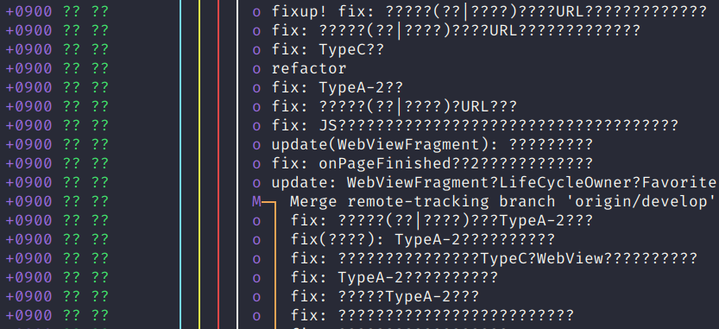 +0900 ?? ?? o fixup! fix: ?????(??|????)????URL?????????????
+0900 ?? ?? o fix: ?????(??|????)????URL?????????????
+0900 ?? ?? o fix: TypeC??
+0900 ?? ?? o refactor
+0900 ?? ?? o fix: TypeA-2??
+0900 ?? ?? o fix: ?????(??|????)?URL???
+0900 ?? ?? o fix: JS????????????????????????????????????
+0900 ?? ?? o update(WebViewFragment): ?????????
+0900 ?? ?? o fix: onPageFinished??2????????????
+0900 ?? ?? o update: WebViewFragment?LifeCycleOwner?Favorite
+0900 ?? ?? M Merge remote-tracking branch 'origin/develop'
+0900 ?? ?? o fix: ?????(??|????)???TypeA-2???
+0900 ?? ?? o fix(????): TypeA-2??????????
+0900 ?? ?? o fix: ???????????????TypeC?WebView??????????
+0900 ?? ?? o fix: TypeA-2??????????
+0900 ?? ?? o fix: ?????TypeA-2???
+0900 ?? ?? o fix: ?????????????????????????